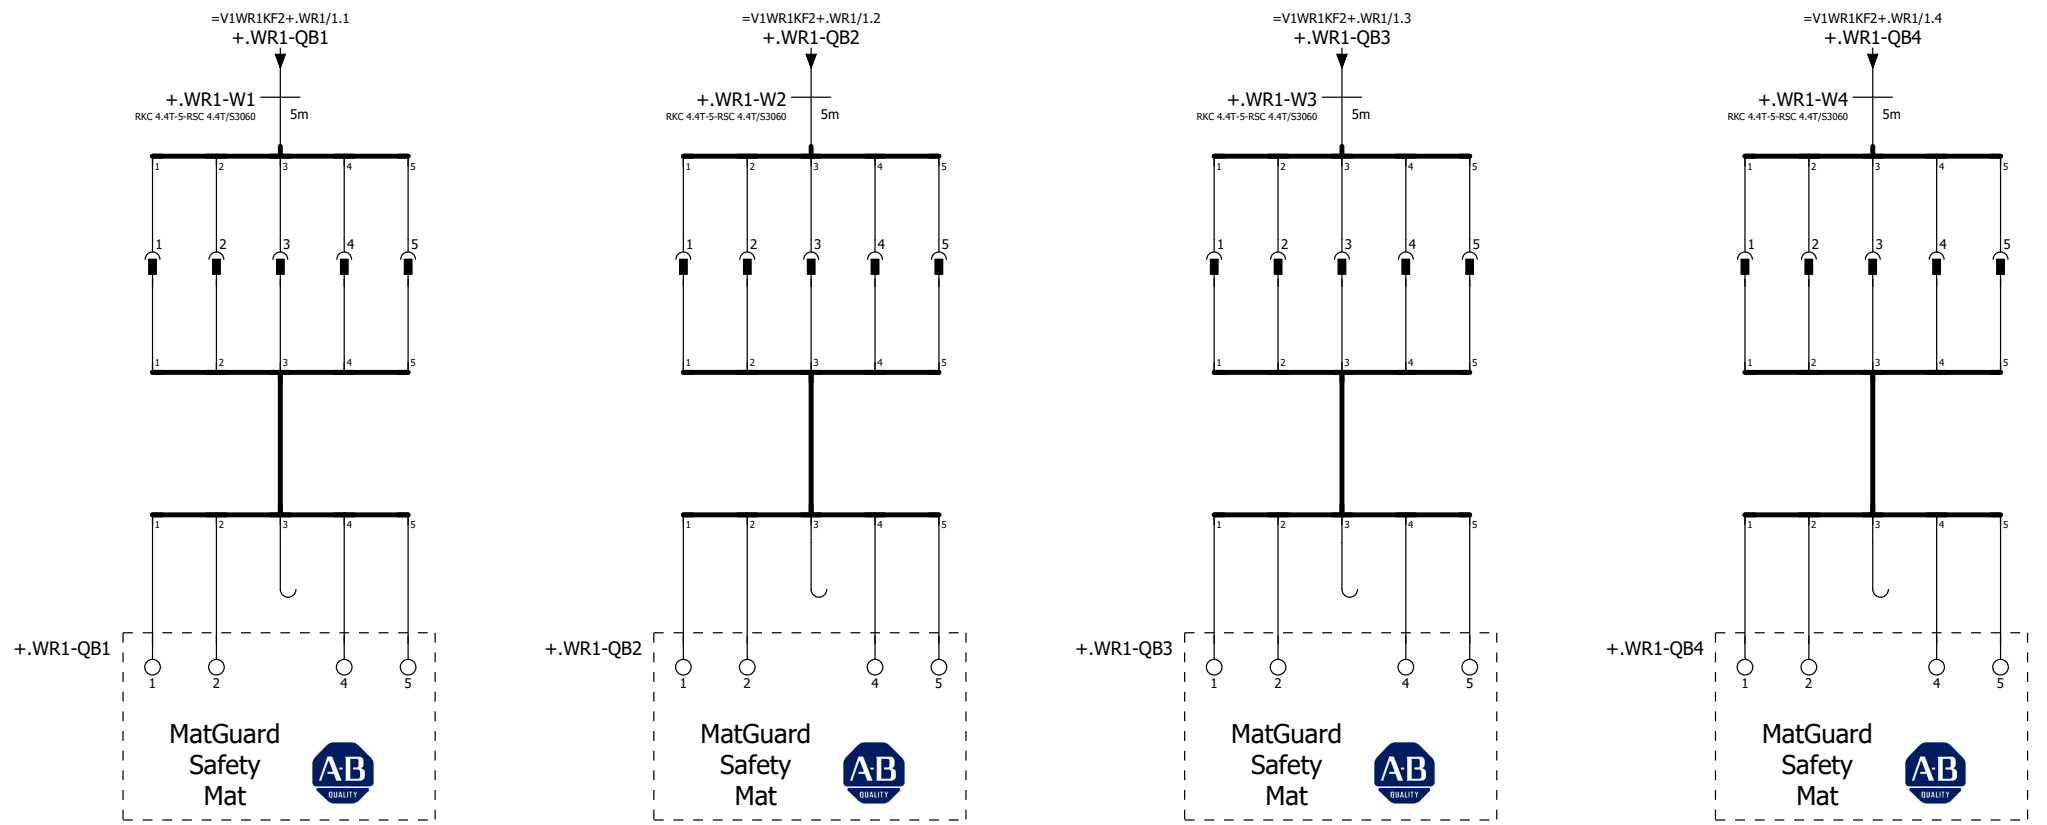 =V1WR1KF2+.WR1/1.1
+.WR1-QB1
+.WR1-W1
RKC 4.4T-5-RSC 4.4T/S3060
5m
1 2 3 4 5
1 2 3 4 5
1 2 3 4 5
1 2 3 4 5
+.WR1-QB1
1 2 4 5
MatGuard
Safety
Mat
A·B
QUALITY
=V1WR1KF2+.WR1/1.2
+.WR1-QB2
+.WR1-W2
RKC 4.4T-5-RSC 4.4T/S3060
5m
1 2 3 4 5
1 2 3 4 5
1 2 3 4 5
1 2 3 4 5
+.WR1-QB2
1 2 4 5
MatGuard
Safety
Mat
A·B
QUALITY
=V1WR1KF2+.WR1/1.3
+.WR1-QB3
+.WR1-W3
RKC 4.4T-5-RSC 4.4T/S3060
5m
1 2 3 4 5
1 2 3 4 5
1 2 3 4 5
1 2 3 4 5
+.WR1-QB3
1 2 4 5
MatGuard
Safety
Mat
A·B
QUALITY
=V1WR1KF2+.WR1/1.4
+.WR1-QB4
+.WR1-W4
RKC 4.4T-5-RSC 4.4T/S3060
5m
1 2 3 4 5
1 2 3 4 5
1 2 3 4 5
1 2 3 4 5
+.WR1-QB4
1 2 4 5
MatGuard
Safety
Mat
A·B
QUALITY